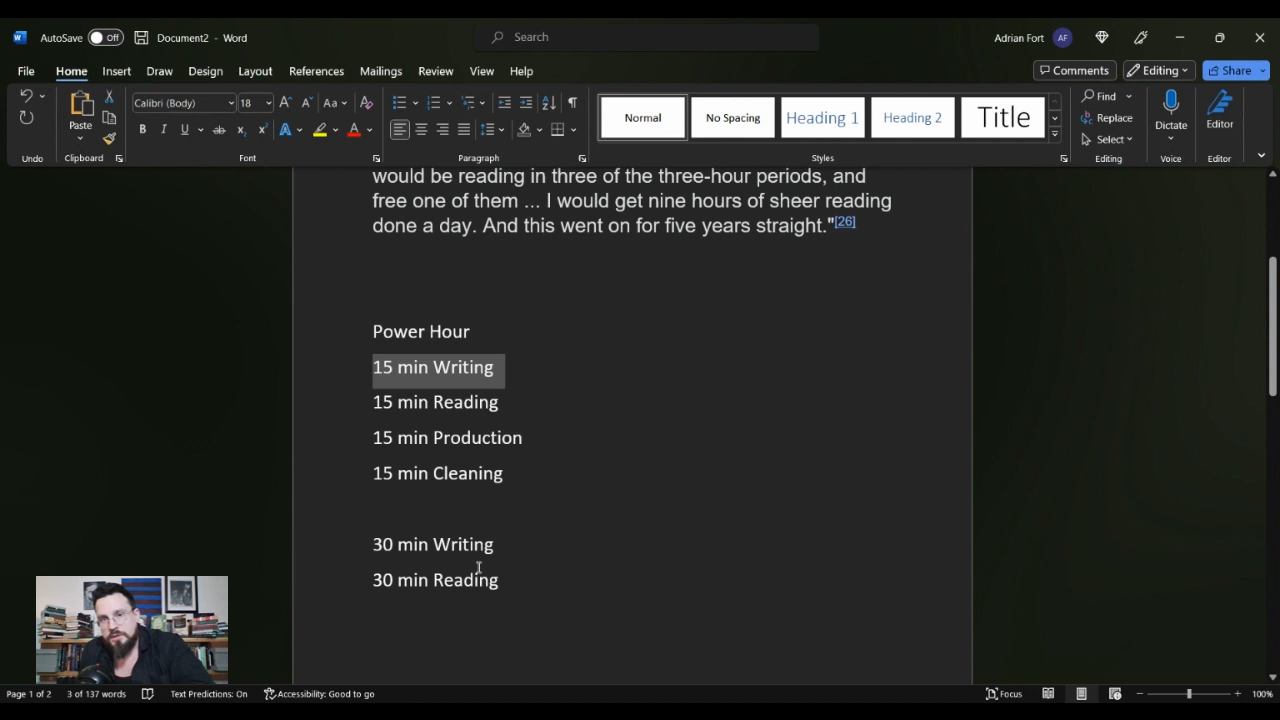 AutoSave Off Document2 - Word Search Adrian Fort AF
File Home Insert Draw Design Layout References Mailings Review View Help Comments Editing Share
Calibri (Body) 18 Aa Normal No Spacing Heading 1 Heading 2 Title Find
Paste Replace Dictate Editor
B I U ab x₂ x² A A Select
Undo Clipboard Font Paragraph Styles Editing Voice Editor
would be reading in three of the three-hour periods, and
free one of them ... I would get nine hours of sheer reading
done a day. And this went on for five years straight."[26]
Power Hour
15 min Writing
15 min Reading
15 min Production
15 min Cleaning
30 min Writing
30 min Reading
Page 1 of 2 3 of 137 words Text Predictions: On Accessibility: Good to go Focus 100%